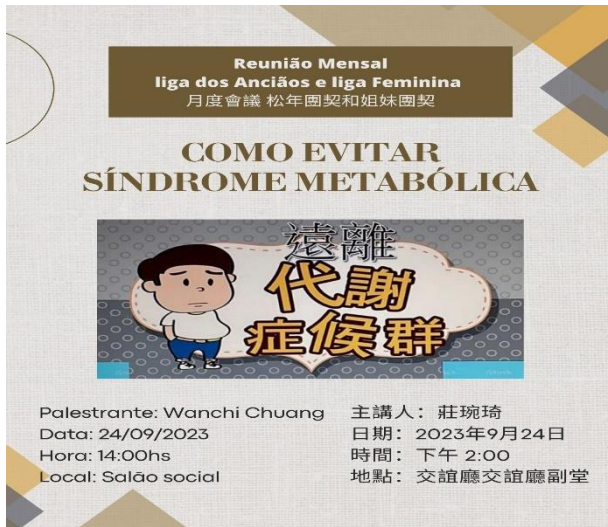 Reunião Mensal
liga dos Anciãos e liga Feminina
月度會議 松年團契和姐妹團契
COMO EVITAR
SÍNDROME METABÓLICA
遠離
代謝
症候群
Palestrante: Wanchi Chuang
Data: 24/09/2023
Hora: 14:00hs
Local: Salão social
主講人：莊琬琦
日期：2023年9月24日
時間：下午 2:00
地點：交誼廳交誼廳副堂